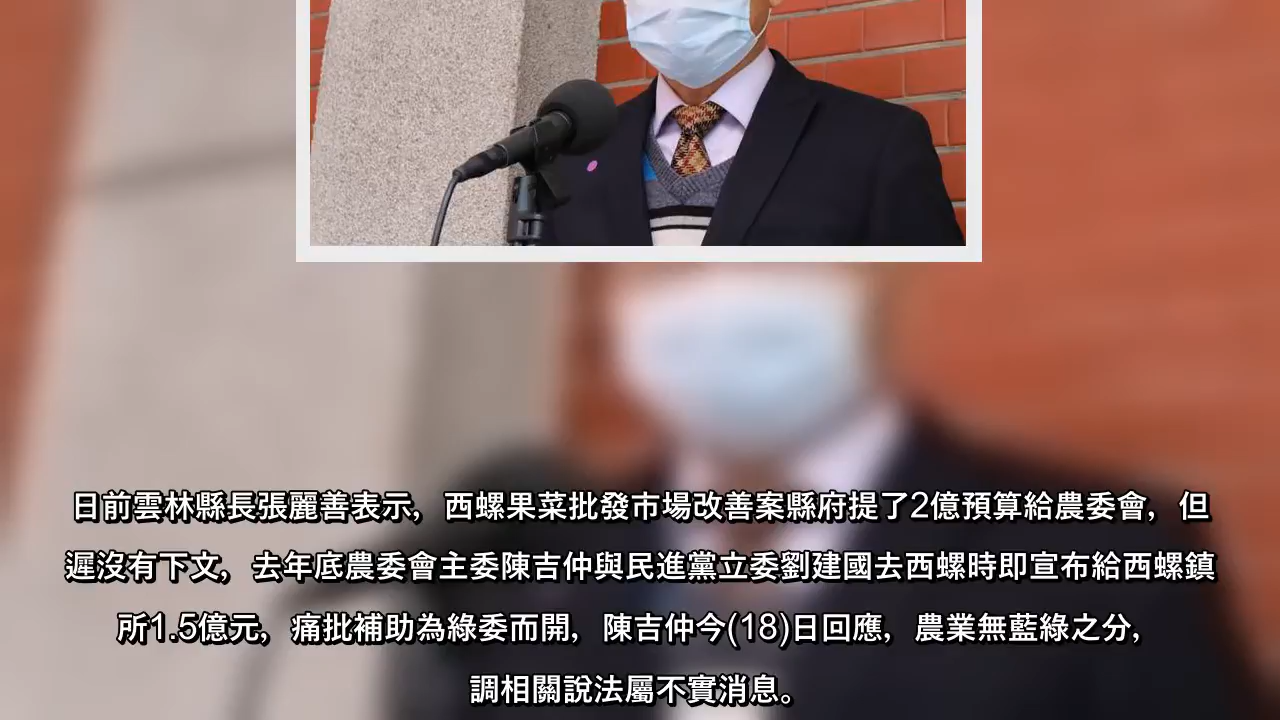 日前雲林縣長張麗善表示，西螺果菜批發市場改善案縣府提了2億預算給農委會，但
遲沒有下文，去年底農委會主委陳吉仲與民進黨立委劉建國去西螺時即宣布給西螺鎮
所1.5億元，痛批補助為綠委而開，陳吉仲今(18)日回應，農業無藍綠之分，
調相關說法屬不實消息。